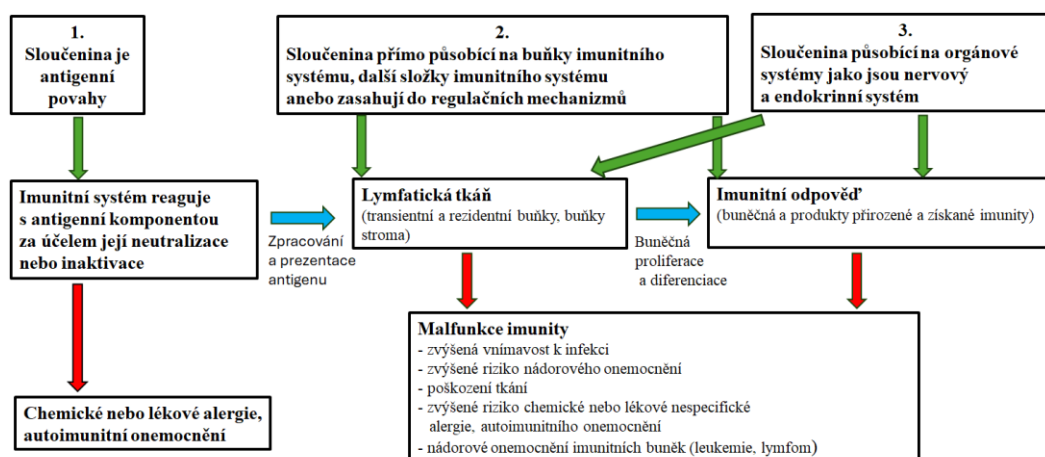 1.
Sloučenina je
antigenní
povahy
2.
Sloučenina přímo působící na buňky imunitního
systému, další složky imunitního systému
anebo zasahují do regulačních mechanizmů
3.
Sloučenina působící na orgánové
systémy jako jsou nervový
a endokrinní systém
Imunitní systém reaguje
s antigenní komponentou
za účelem její neutralizace
nebo inaktivace
Zpracování
a prezentace
antigenu
Lymfatická tkáň
(transientní a rezidentní buňky, buňky
stroma)
Buněčná
proliferace
a diferenciace
Imunitní odpověď
(buněčná a produkty přirozené a získané imunity)
Chemické nebo lékové alergie,
autoimunitní onemocnění
Malfunkce imunity
- zvýšená vnímavost k infekci
- zvýšené riziko nádorového onemocnění
- poškození tkání
- zvýšené riziko chemické nebo lékové nespecifické
alergie, autoimunitního onemocnění
- nádorové onemocnění imunitních buněk (leukemie, lymfom)